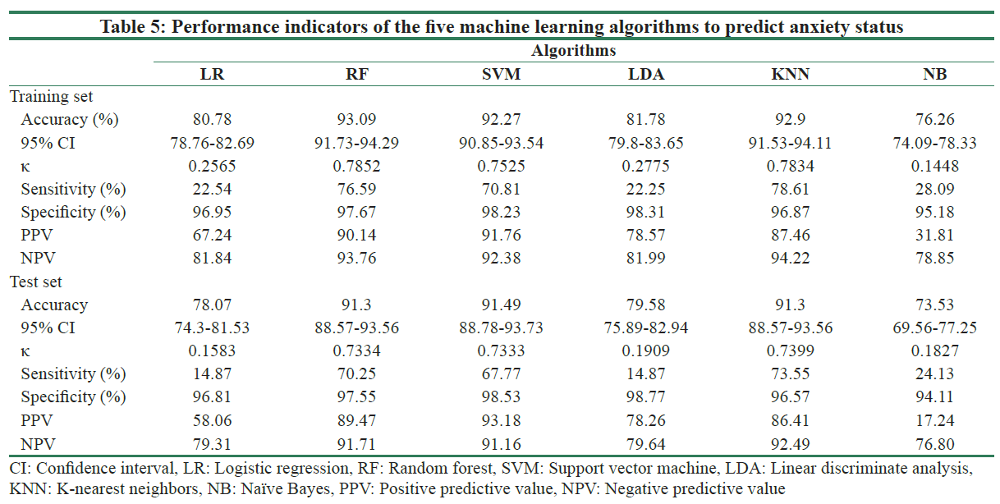 Table 5: Performance indicators of the five machine learning algorithms to predict anxiety status
Algorithms
LR RF SVM LDA KNN NB
Training set
Accuracy (%) 80.78 93.09 92.27 81.78 92.9 76.26
95% CI 78.76-82.69 91.73-94.29 90.85-93.54 79.8-83.65 91.53-94.11 74.09-78.33
κ 0.2565 0.7852 0.7525 0.2775 0.7834 0.1448
Sensitivity (%) 22.54 76.59 70.81 22.25 78.61 28.09
Specificity (%) 96.95 97.67 98.23 98.31 96.87 95.18
PPV 67.24 90.14 91.76 78.57 87.46 31.81
NPV 81.84 93.76 92.38 81.99 94.22 78.85
Test set
Accuracy 78.07 91.3 91.49 79.58 91.3 73.53
95% CI 74.3-81.53 88.57-93.56 88.78-93.73 75.89-82.94 88.57-93.56 69.56-77.25
κ 0.1583 0.7334 0.7333 0.1909 0.7399 0.1827
Sensitivity (%) 14.87 70.25 67.77 14.87 73.55 24.13
Specificity (%) 96.81 97.55 98.53 98.77 96.57 94.11
PPV 58.06 89.47 93.18 78.26 86.41 17.24
NPV 79.31 91.71 91.16 79.64 92.49 76.80
CI: Confidence interval, LR: Logistic regression, RF: Random forest, SVM: Support vector machine, LDA: Linear discriminate analysis,
KNN: K-nearest neighbors, NB: Naïve Bayes, PPV: Positive predictive value, NPV: Negative predictive value